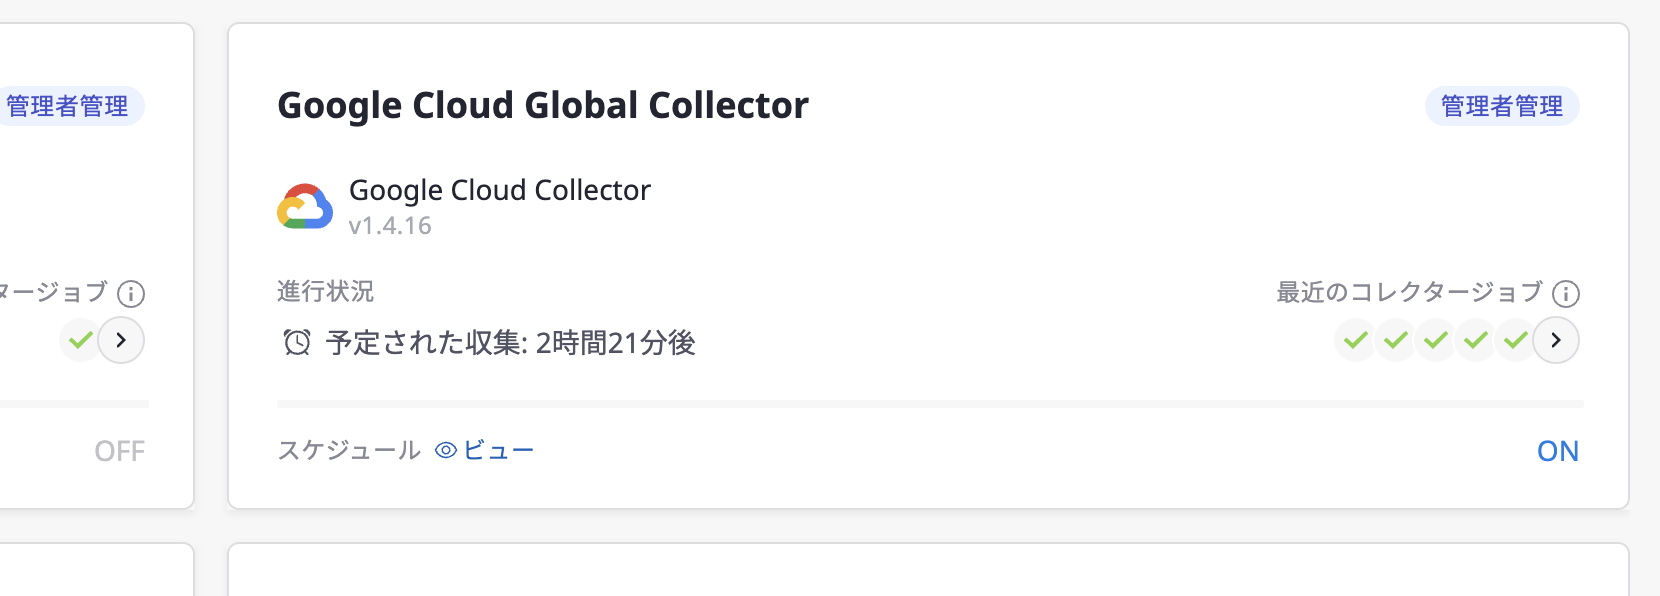 管理者管理
タージョブ
OFF
Google Cloud Global Collector
管理者管理
Google Cloud Collector
v1.4.16
進行状況
最近のコレクタージョブ
予定された収集: 2時間21分後
スケジュール ビュー
ON